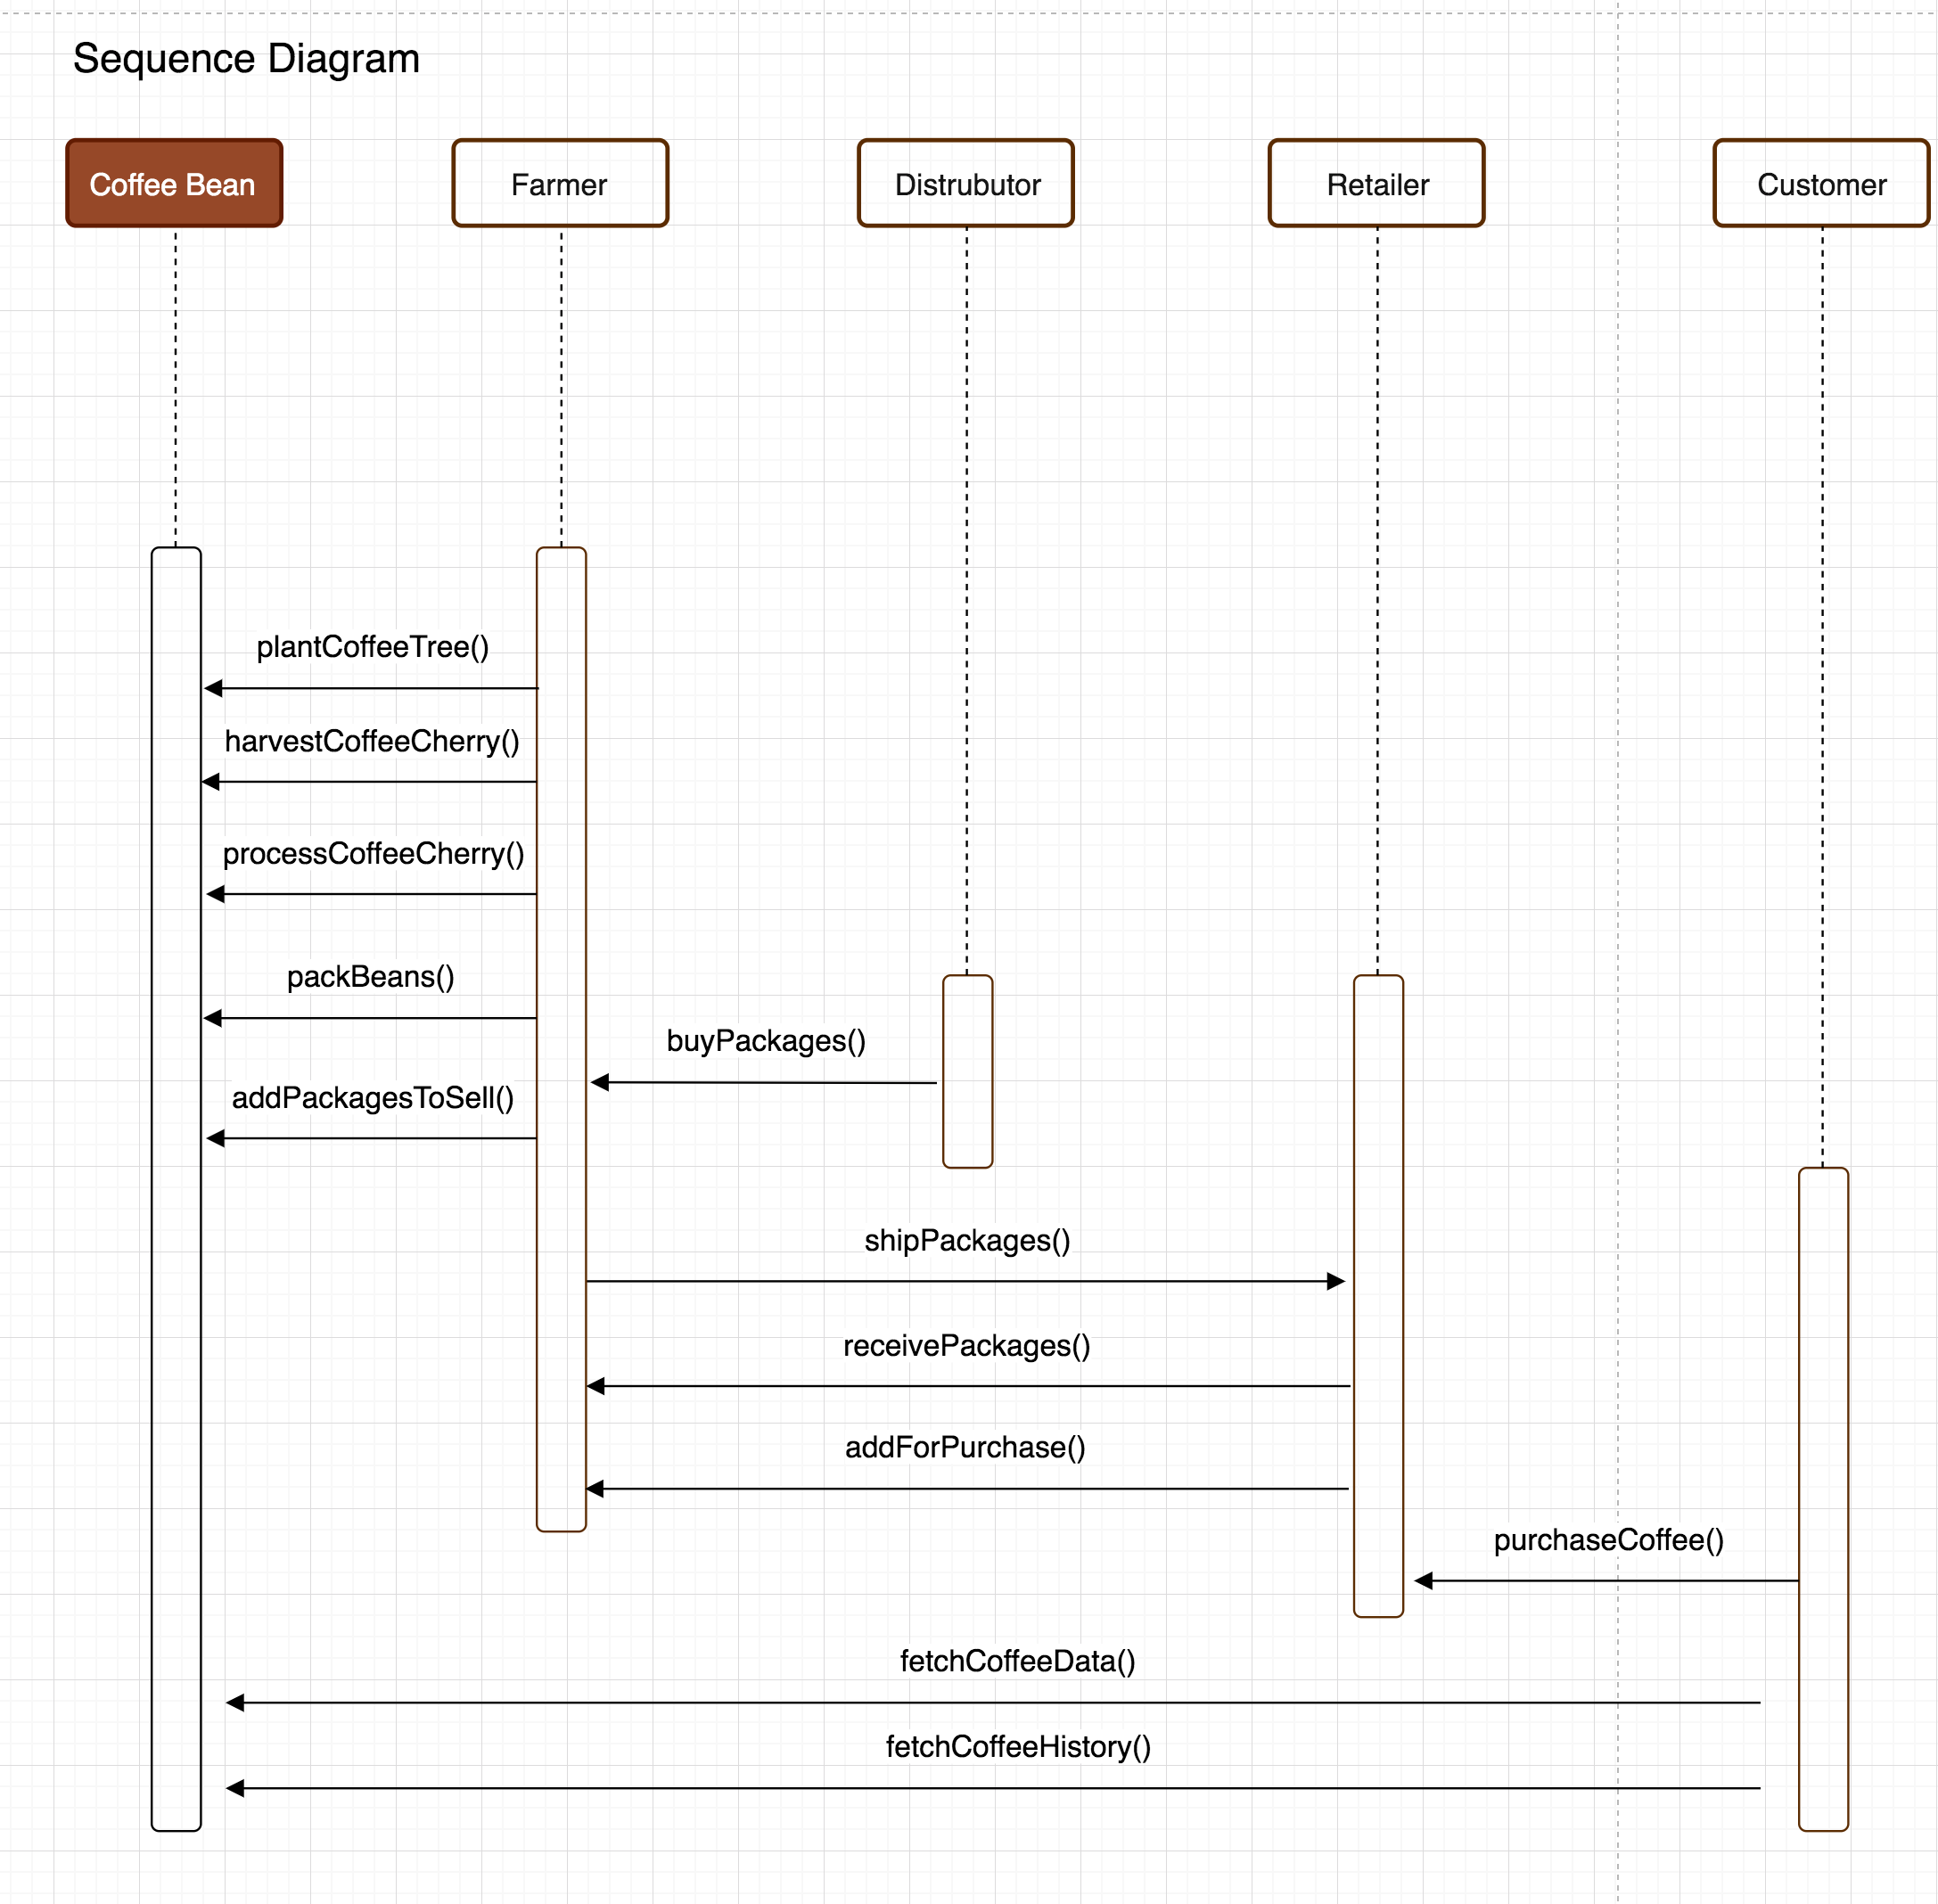 Sequence Diagram
Coffee Bean
Farmer
Distrubutor
Retailer
Customer
plantCoffeeTree()
harvestCoffeeCherry()
processCoffeeCherry()
packBeans()
buyPackages()
addPackagesToSell()
shipPackages()
receivePackages()
addForPurchase()
purchaseCoffee()
fetchCoffeeData()
fetchCoffeeHistory()